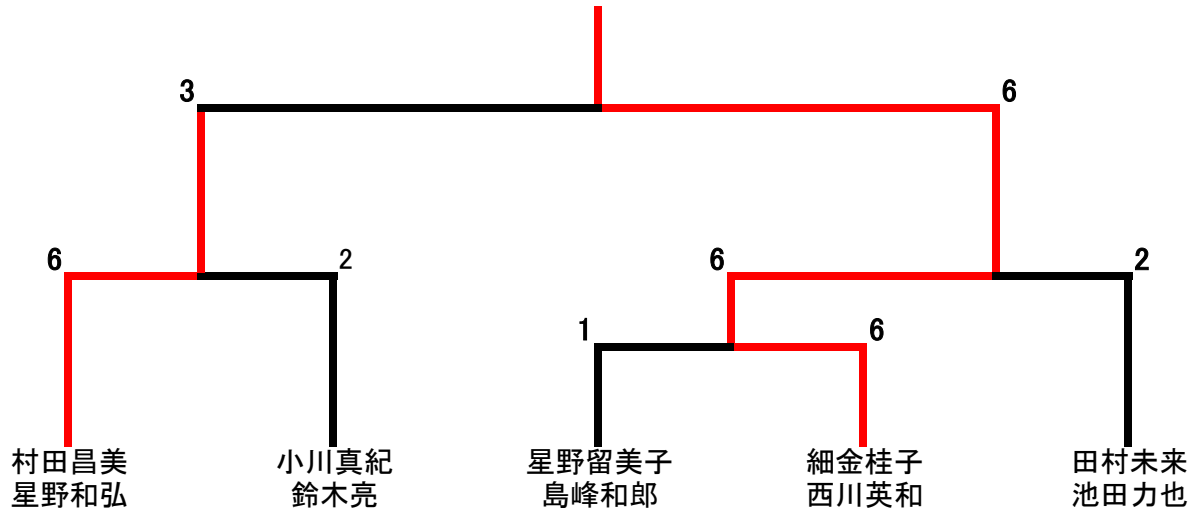 3
6
6
2
6
2
1
6
村田昌美
星野和弘
小川真紀
鈴木亮
星野留美子
島峰和郎
細金桂子
西川英和
田村未来
池田力也